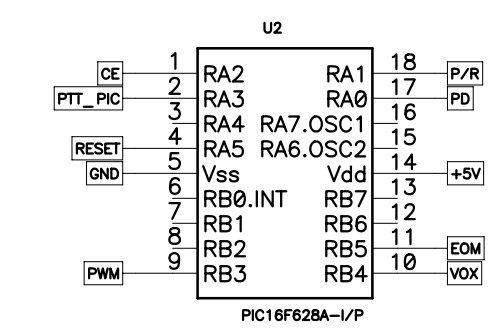 U2
CE 1 RA2 RA1 18 P/R
PTT_PIC 2 RA3 RA0 17 PD
3 RA4 RA7.OSC1 16
RESET 4 RA5 RA6.OSC2 15
GND 5 Vss Vdd 14 +5V
6 RB0.INT RB7 13
7 RB1 RB6 12
8 RB2 RB5 11 EOM
PWM 9 RB3 RB4 10 VOX
PIC16F628A-I/P